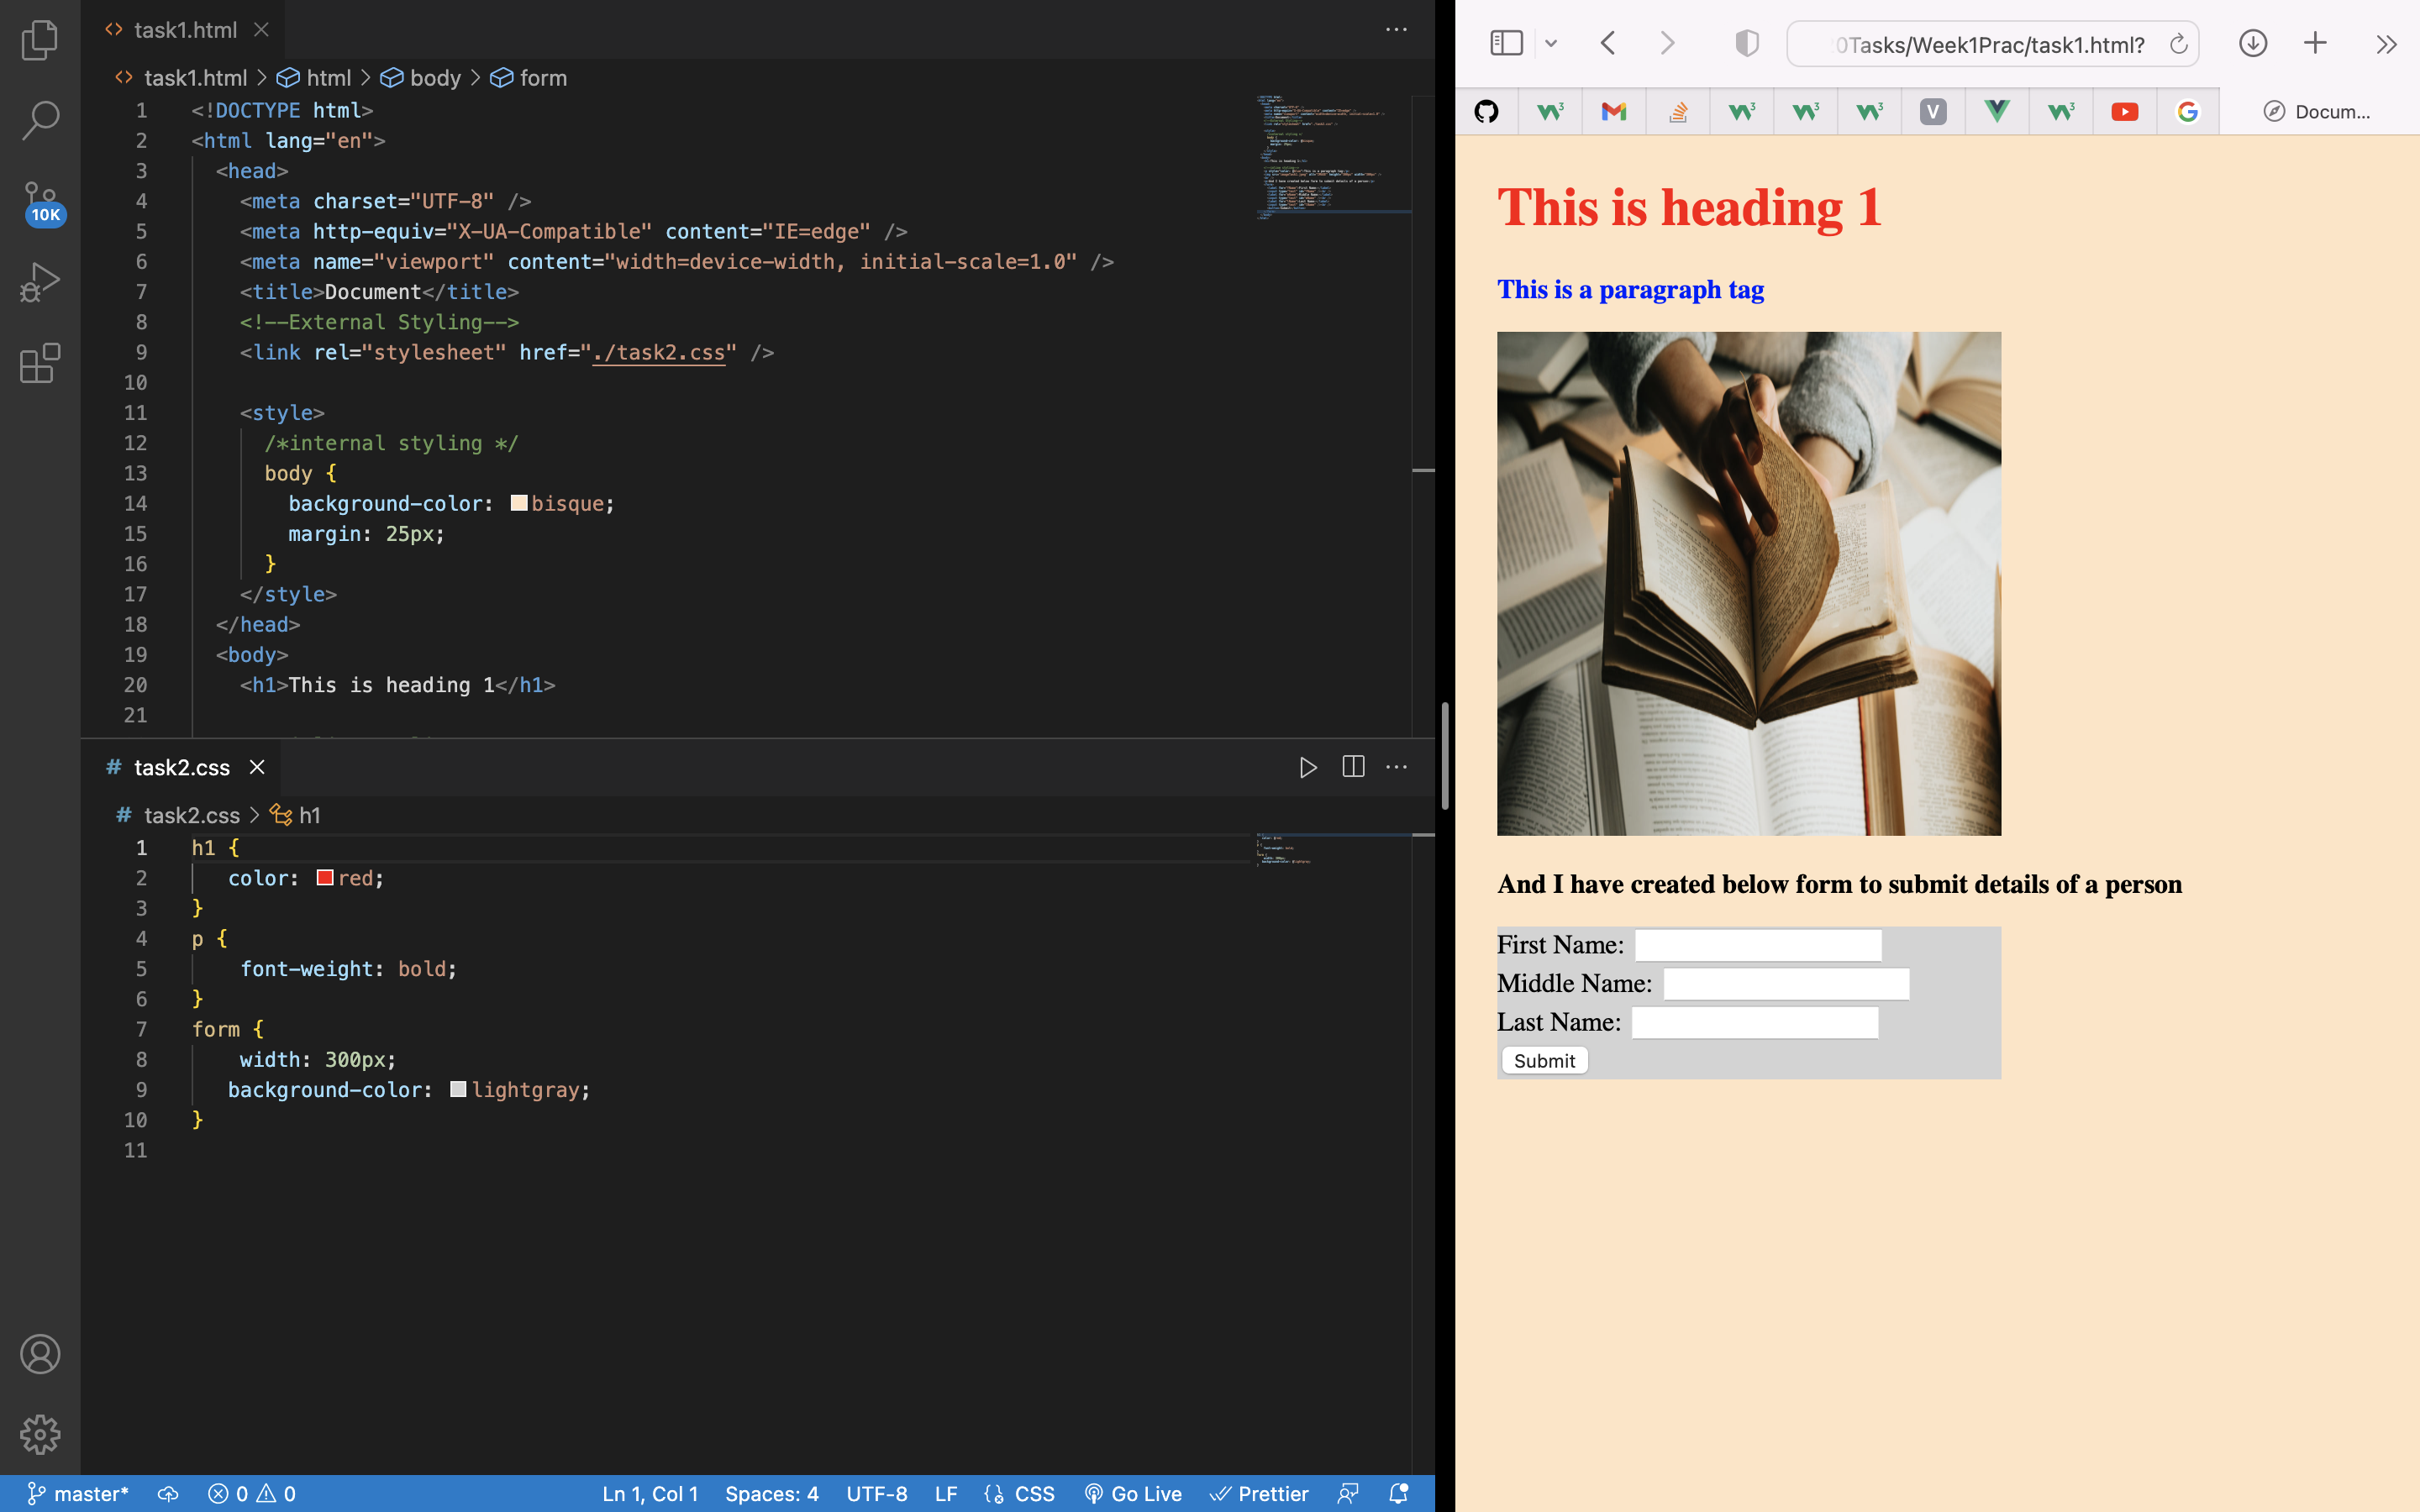 task1.html
task1.html > html > body > form
1 <!DOCTYPE html>
2 <html lang="en">
3 <head>
4 <meta charset="UTF-8" />
5 <meta http-equiv="X-UA-Compatible" content="IE=edge" />
6 <meta name="viewport" content="width=device-width, initial-scale=1.0" />
7 <title>Document</title>
8 <!--External Styling-->
9 <link rel="stylesheet" href="./task2.css" />
10
11 <style>
12 /*internal styling */
13 body {
14 background-color: bisque;
15 margin: 25px;
16 }
17 </style>
18 </head>
19 <body>
20 <h1>This is heading 1</h1>
21
10K
task2.css
task2.css > h1
1 h1 {
2 color: red;
3 }
4 p {
5 font-weight: bold;
6 }
7 form {
8 width: 300px;
9 background-color: lightgray;
10 }
11
master* 0 0 Ln 1, Col 1 Spaces: 4 UTF-8 LF CSS Go Live Prettier
0Tasks/Week1Prac/task1.html?
V Docum...
This is heading 1
This is a paragraph tag
And I have created below form to submit details of a person
First Name:
Middle Name:
Last Name:
Submit